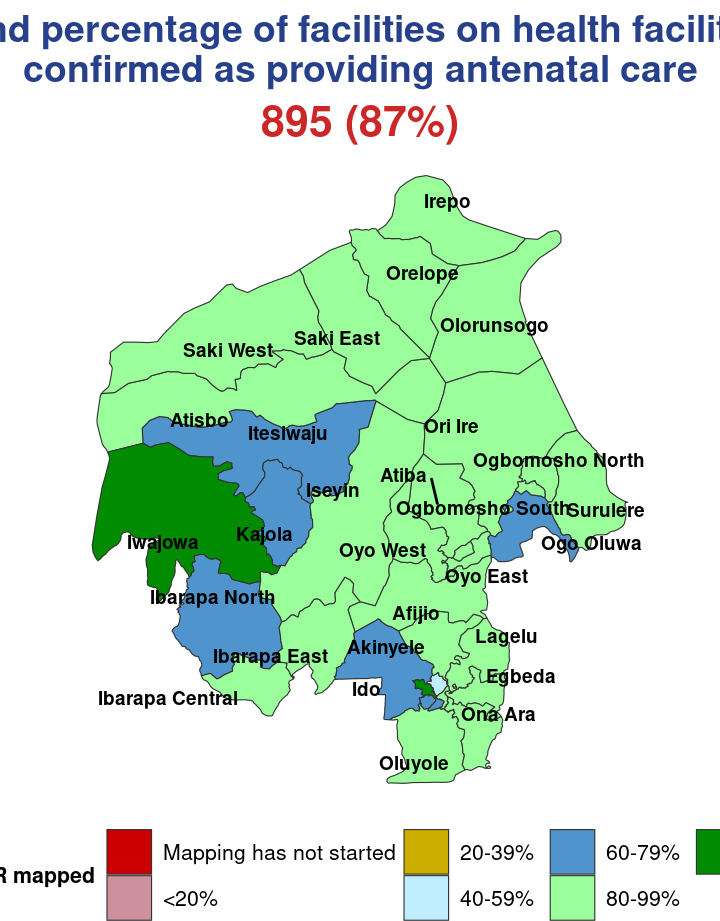 nd percentage of facilities on health facilit
confirmed as providing antenatal care
895 (87%)
Irepo
Orelope
Olorunsogo
Saki East
Saki West
Atisbo
Itesiwaju
Ori Ire
Ogbomosho North
Atiba
Iseyin
Ogbomosho South
Surulere
Kajola
Iwajowa
Oyo West
Ogo Oluwa
Oyo East
Ibarapa North
Afijio
Lagelu
Akinyele
Ibarapa East
Egbeda
Ido
Ibarapa Central
Ona Ara
Oluyole
Mapping has not started
20-39%
60-79%
R mapped
<20%
40-59%
80-99%